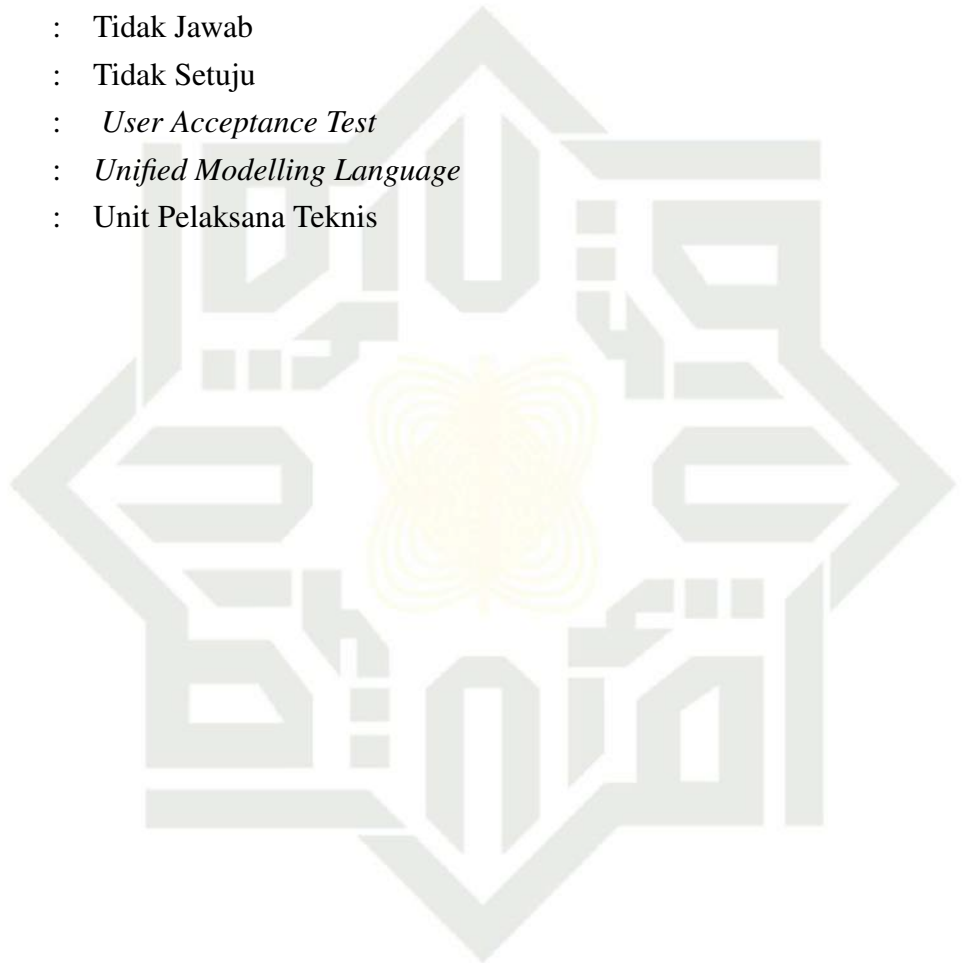 : Tidak Jawab
: Tidak Setuju
: User Acceptance Test
: Unified Modelling Language
: Unit Pelaksana Teknis